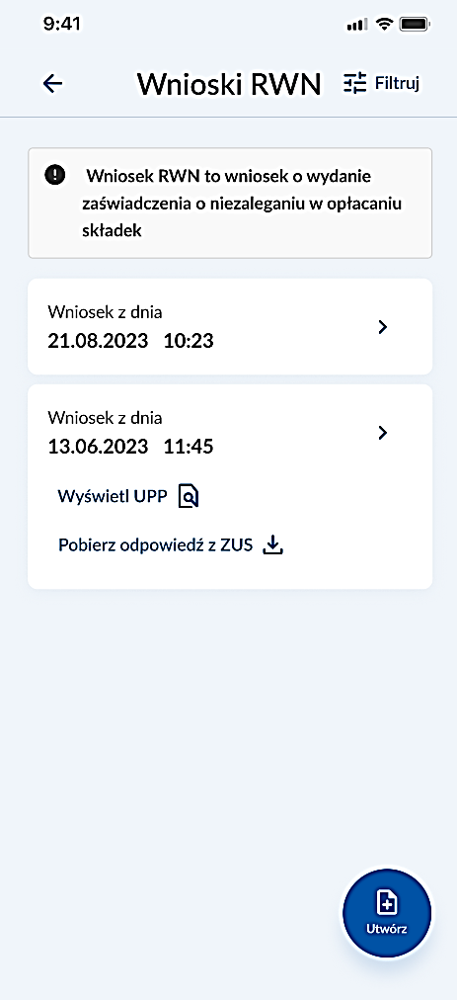 9:41
Wnioski RWN
Filtruj
Wniosek RWN to wniosek o wydanie
zaświadczenia o niezaleganiu w opłacaniu
składek
Wniosek z dnia
21.08.2023 10:23
Wniosek z dnia
13.06.2023 11:45
Wyświetl UPP
Pobierz odpowiedź z ZUS
Utwórz